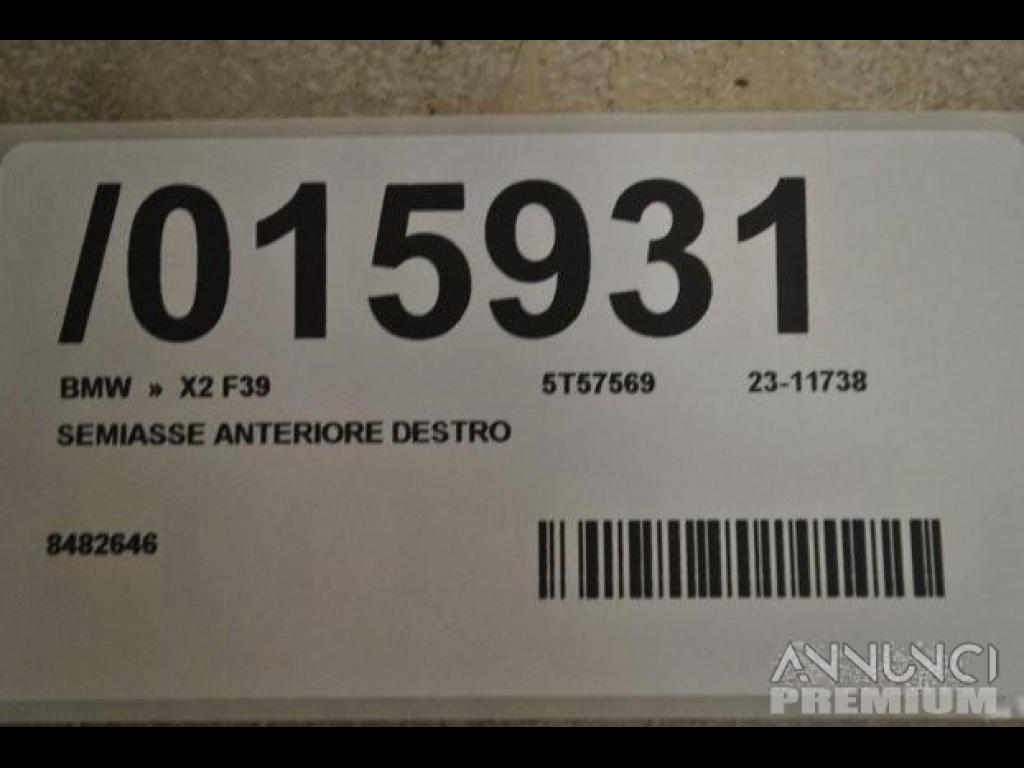 /015931
BMW » X2 F39 5T57569 23-11738
SEMIASSE ANTERIORE DESTRO
8482646
ANNUNCI
PREMIUM